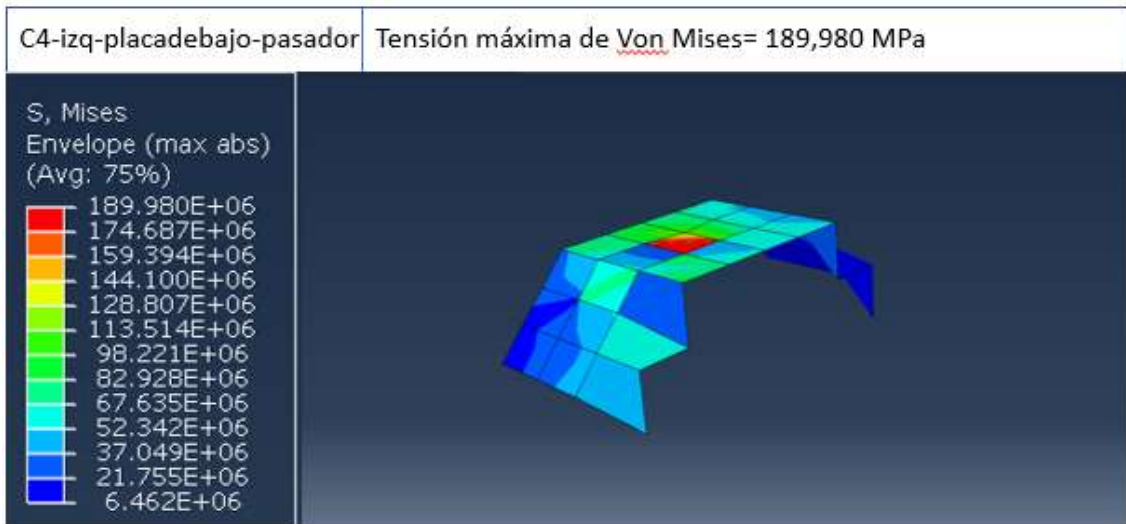 C4-izq-placadebajo-pasador Tensión máxima de Von Mises= 189,980 MPa
S, Mises
Envelope (max abs)
(Avg: 75%)
189.980E+06
174.687E+06
159.394E+06
144.100E+06
128.807E+06
113.514E+06
98.221E+06
82.928E+06
67.635E+06
52.342E+06
37.049E+06
21.755E+06
6.462E+06